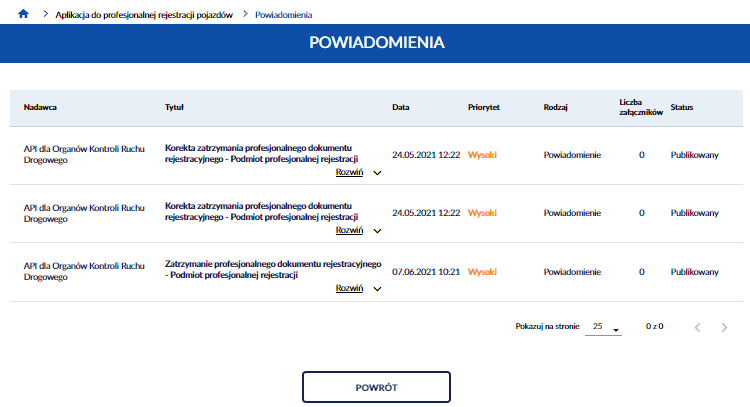 Aplikacja do profesjonalnej rejestracji pojazdów Powiadomienia
POWIADOMIENIA
Nadawca Tytuł Data Priorytet Rodzaj Liczba załączników Status
API dla Organów Kontroli Ruchu
Drogowego
Korekta zatrzymania profesjonalnego dokumentu
rejestracyjnego - Podmiot profesjonalnej rejestracji
Rozwiń
24.05.2021 12:22 Wysoki Powiadomienie 0 Publikowany
API dla Organów Kontroli Ruchu
Drogowego
Korekta zatrzymania profesjonalnego dokumentu
rejestracyjnego - Podmiot profesjonalnej rejestracji
Rozwiń
24.05.2021 12:22 Wysoki Powiadomienie 0 Publikowany
API dla Organów Kontroli Ruchu
Drogowego
Zatrzymanie profesjonalnego dokumentu rejestracyjnego
- Podmiot profesjonalnej rejestracji
Rozwiń
07.06.2021 10:21 Wysoki Powiadomienie 0 Publikowany
Pokazuj na stronie 25 0 z 0
POWRÓT